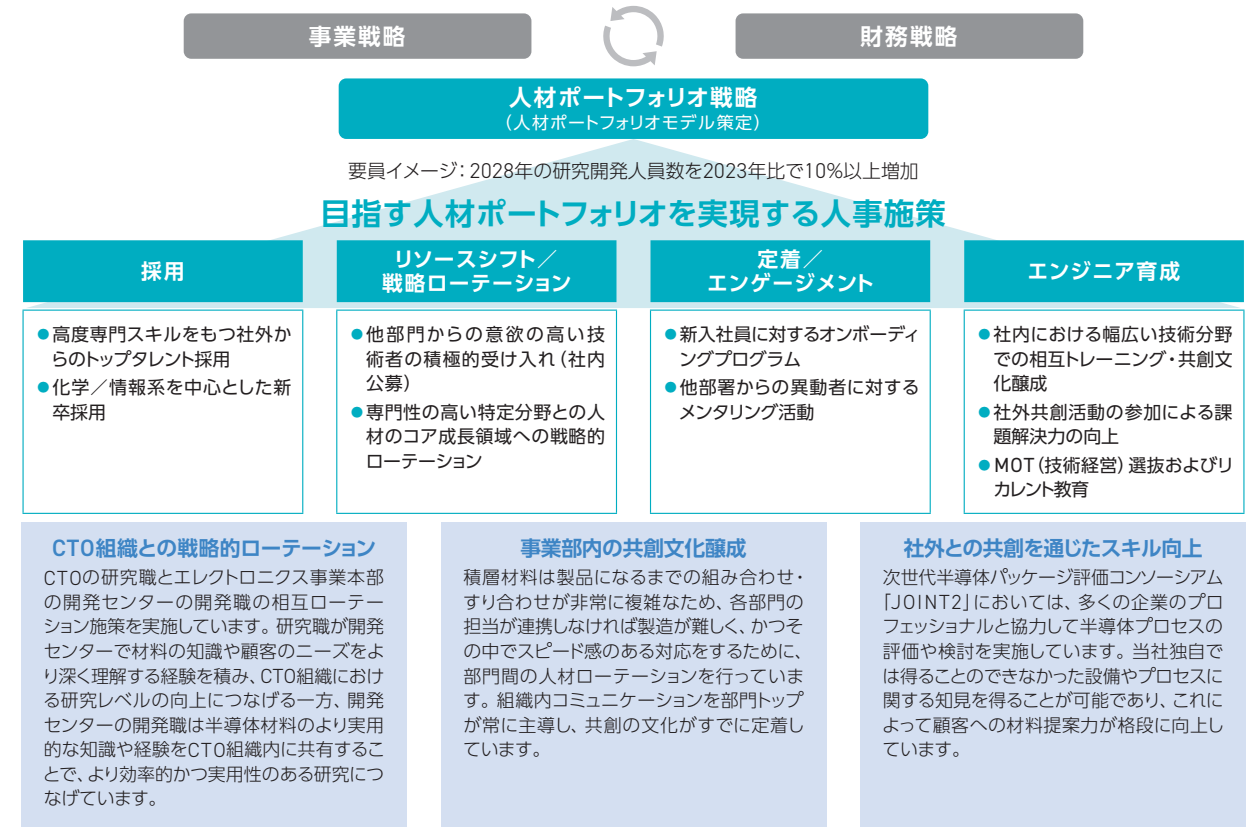 事業戦略
財務戦略
人材ポートフォリオ戦略
(人材ポートフォリオモデル策定)
要員イメージ:2028年の研究開発人員数を2023年比で10%以上増加
目指す人材ポートフォリオを実現する人事施策
採用
●高度専門スキルをもつ社外か
らのトップタレント採用
●化学/情報系を中心とした新
卒採用
リソースシフト/
戦略ローテーション
●他部門からの意欲の高い技
術者の積極的受け入れ(社内
公募)
●専門性の高い特定分野との人
材のコア成長領域への戦略的
ローテーション
定着/
エンゲージメント
●新入社員に対するオンボーディ
ングプログラム
●他部署からの異動者に対する
メンタリング活動
エンジニア育成
●社内における幅広い技術分野
での相互トレーニング・共創文
化醸成
●社外共創活動の参加による課
題解決力の向上
●MOT(技術経営)選抜およびリ
カレント教育
CTO組織との戦略的ローテーション
CTOの研究職とエレクトロニクス事業本部
の開発センターの開発職の相互ローテー
ション施策を実施しています。研究職が開発
センターで材料の知識や顧客のニーズをよ
り深く理解する経験を積み、CTO組織におけ
る研究レベルの向上につなげる一方、開発
センターの開発職は半導体材料のより実用
的な知識や経験をCTO組織内に共有するこ
とで、より効率的かつ実用性のある研究につ
なげています。
事業部内の共創文化醸成
積層材料は製品になるまでの組み合わせ・
すり合わせが非常に複雑なため、各部門の
担当が連携しなければ製造が難しく、かつそ
の中でスピード感のある対応をするために、
部門間の人材ローテーションを行っていま
す。組織内コミュニケーションを部門トップ
が常に主導し、共創の文化がすでに定着し
ています。
社外との共創を通じたスキル向上
次世代半導体パッケージ評価コンソーシアム
「JOINT2」においては、多くの企業のプロ
フェッショナルと協力して半導体プロセスの
評価や検討を実施しています。当社独自で
は得ることのできなかった設備やプロセスに
関する知見を得ることが可能であり、これに
よって顧客への材料提案力が格段に向上し
ています。